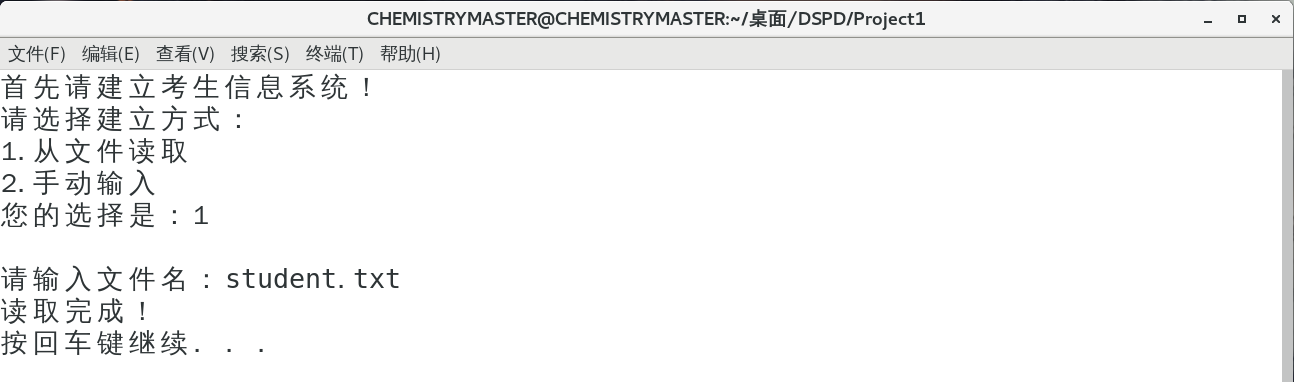 CHEMISTRYMASTER@CHEMISTRYMASTER:~/桌面/DSPD/Project1
文件(F) 编辑(E) 查看(V) 搜索(S) 终端(T) 帮助(H)
首先请建立考生信息系统！
请选择建立方式：
1.从文件读取
2.手动输入
您的选择是：1
请输入文件名：student.txt
读取完成！
按回车键继续. . .